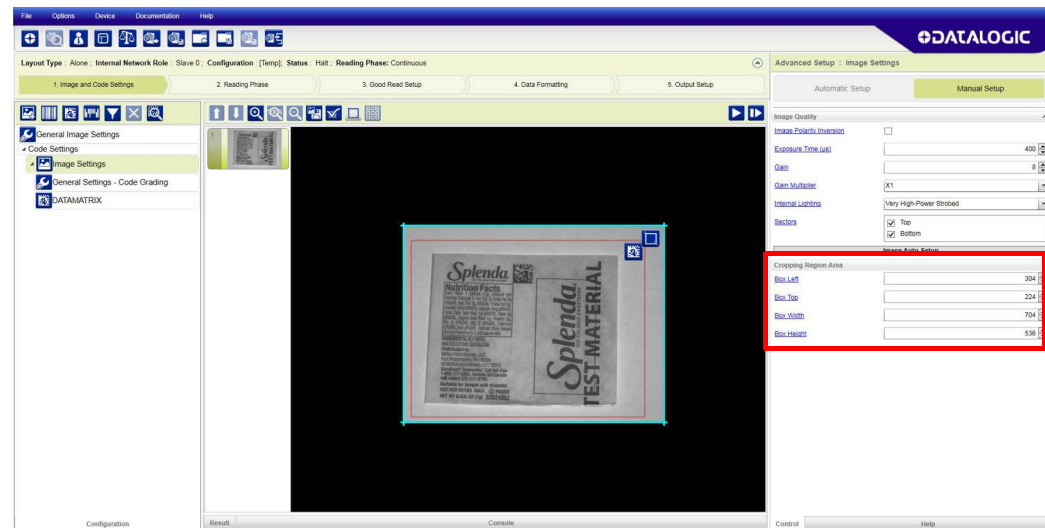 File Options Device Documentation Help
DATALOGIC
Layout Type : Alone ; Internal Network Role : Slave 0 ; Configuration : [Temp]; Status : Halt ; Reading Phase: Continuous
Advanced Setup : Image Settings
1. Image and Code Settings 2. Reading Phase 3. Good Read Setup 4. Data Formatting 5. Output Setup
Automatic Setup Manual Setup
General Image Settings
Code Settings
Image Settings
General Settings - Code Grading
DATAMATRIX
1
Splenda
Nutrition Facts
Splenda
TEST MATERIAL
Image Quality
Image Polarity Inversion
Exposure Time (us) 400
Gain 8
Gain Multiplier X1
Internal Lighting Very High-Power Strobed
Sectors Top
Bottom
Image Auto Setup
Cropping Region Area
Box Left 304
Box Top 224
Box Width 704
Box Height 536
Configuration Result Console Control Help